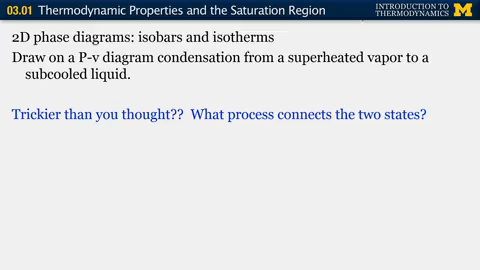 03.01 Thermodynamic Properties and the Saturation Region
INTRODUCTION TO
THERMODYNAMICS
M
2D phase diagrams: isobars and isotherms
Draw on a P-v diagram condensation from a superheated vapor to a
subcooled liquid.
Trickier than you thought?? What process connects the two states?